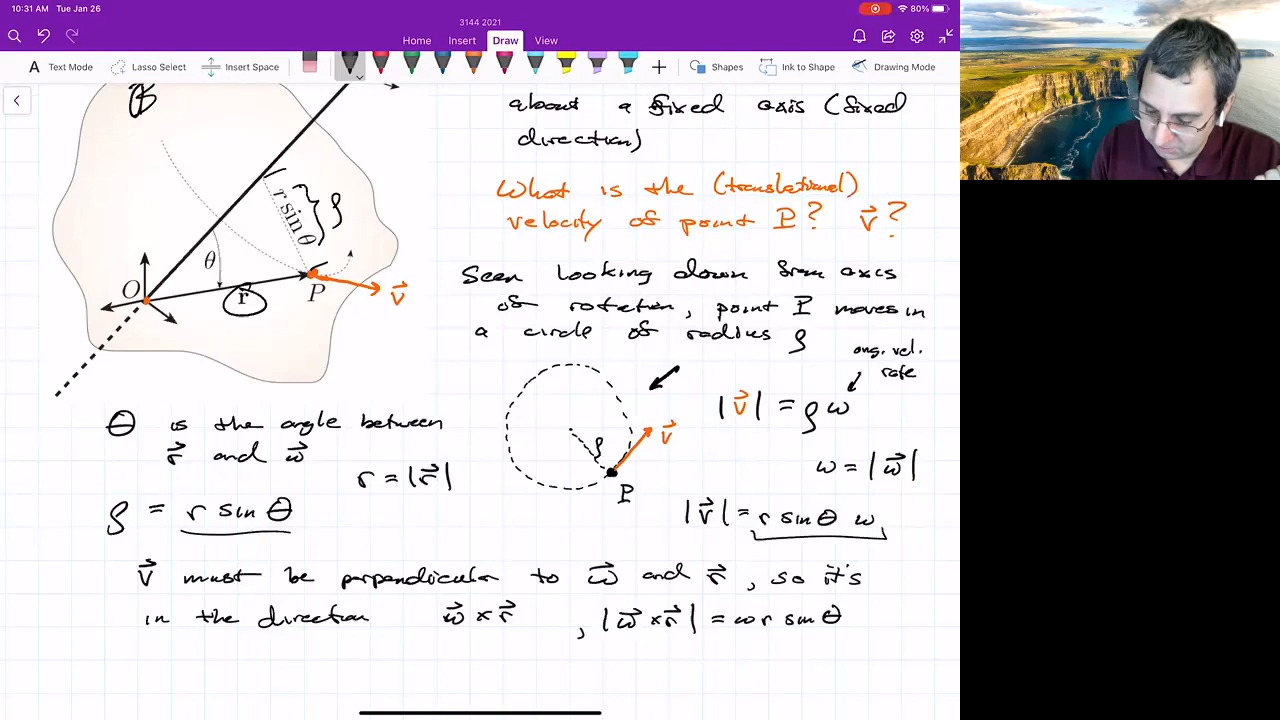 10:31 AM Tue Jan 26
80%
3144 2021
Home Insert Draw View
Text Mode Lasso Select Insert Space Shapes Ink to Shape Drawing Mode
about a fixed axis (fixed
direction)
What is the (translational)
velocity of point P? v⃗?
Seen looking down from axis
of rotation, point P moves in
a circle of radius ρ
r sin θ } ρ
θ
O
r
P
v⃗
ang. vel.
rate
|v⃗| = ρω
ρ
v⃗
P
θ is the angle between
r⃗ and ω⃗
r = |r⃗|
ω = |ω⃗|
ρ = r sin θ
|v⃗| = r sin θ ω
v⃗ must be perpendicular to ω⃗ and r⃗, so it's
in the direction ω⃗ × r⃗, |ω⃗ × r⃗| = ω r sin θ